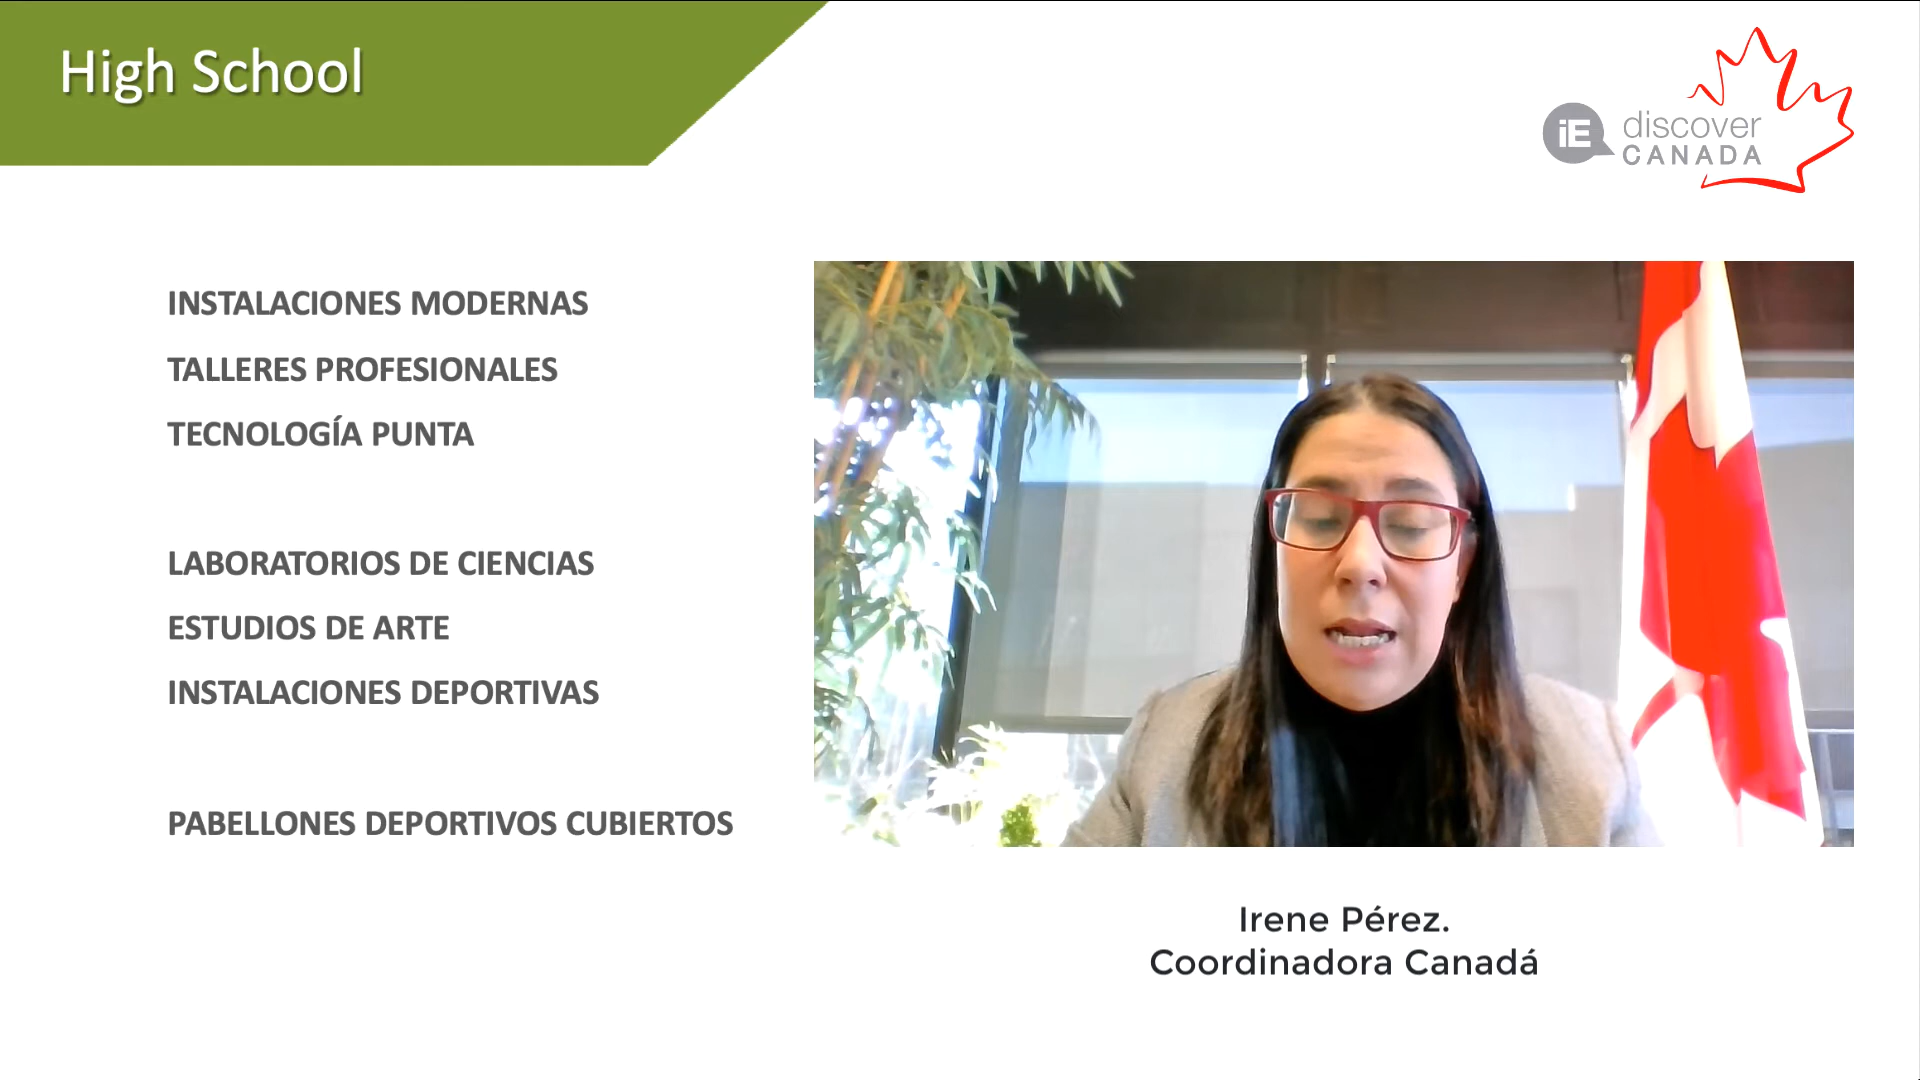 High School
iE
discover
CANADA
INSTALACIONES MODERNAS
TALLERES PROFESIONALES
TECNOLOGÍA PUNTA
LABORATORIOS DE CIENCIAS
ESTUDIOS DE ARTE
INSTALACIONES DEPORTIVAS
PABELLONES DEPORTIVOS CUBIERTOS
Irene Pérez.
Coordinadora Canadá